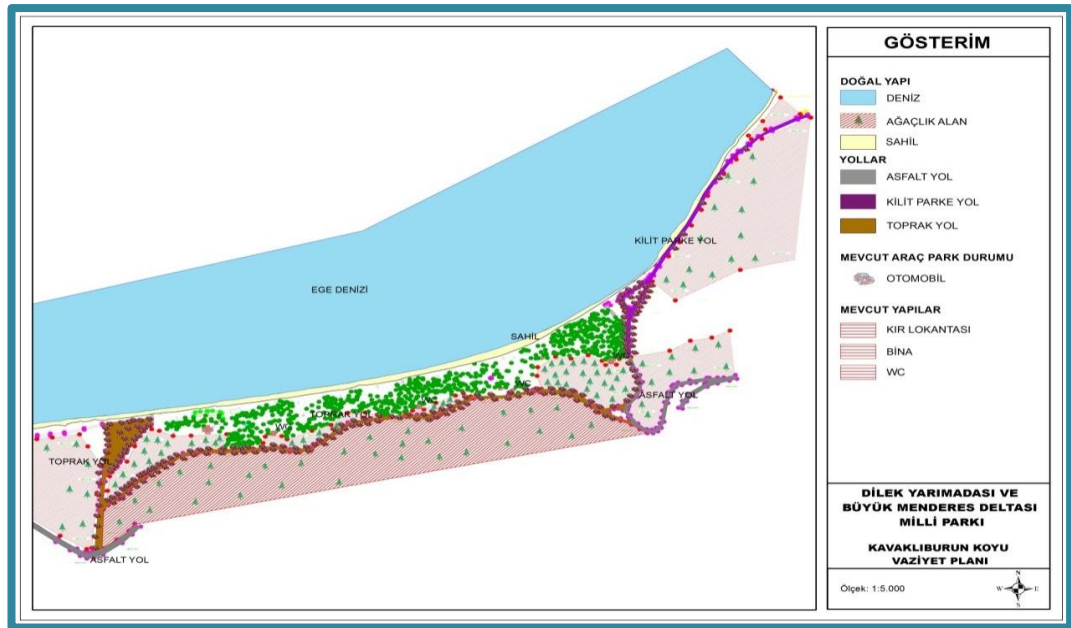 EGE DENİZİ
KİLİT PARKE YOL
SAHİL
WC
WC
WC
TOPRAK YOL
WC
ASFALT YOL
TOPRAK YOL
ASFALT YOL
GÖSTERİM
DOĞAL YAPI
DENİZ
AĞAÇLIK ALAN
SAHİL
YOLLAR
ASFALT YOL
KİLİT PARKE YOL
TOPRAK YOL
MEVCUT ARAÇ PARK DURUMU
OTOMOBİL
MEVCUT YAPILAR
KIR LOKANTASI
BİNA
WC
DİLEK YARIMADASI VE
BÜYÜK MENDERES DELTASI
MİLLİ PARKI
KAVAKLIBURUN KOYU
VAZİYET PLANI
Ölçek: 1:5.000
N
W E
S